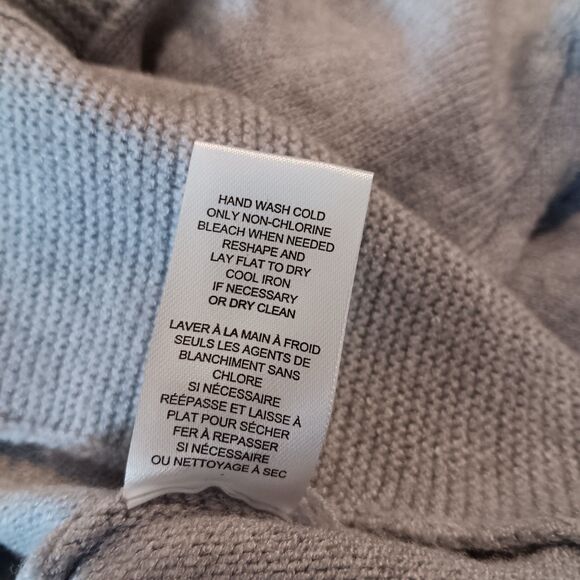 HAND WASH COLD
ONLY NON-CHLORINE
BLEACH WHEN NEEDED
RESHAPE AND
LAY FLAT TO DRY
COOL IRON
IF NECESSARY
OR DRY CLEAN
LAVER À LA MAIN À FROID
SEULS LES AGENTS DE
BLANCHIMENT SANS
CHLORE
SI NÉCESSAIRE
RÉÉPASSE ET LAISSE À
PLAT POUR SÉCHER
FER À REPASSER
SI NÉCESSAIRE
OU NETTOYAGE À SEC